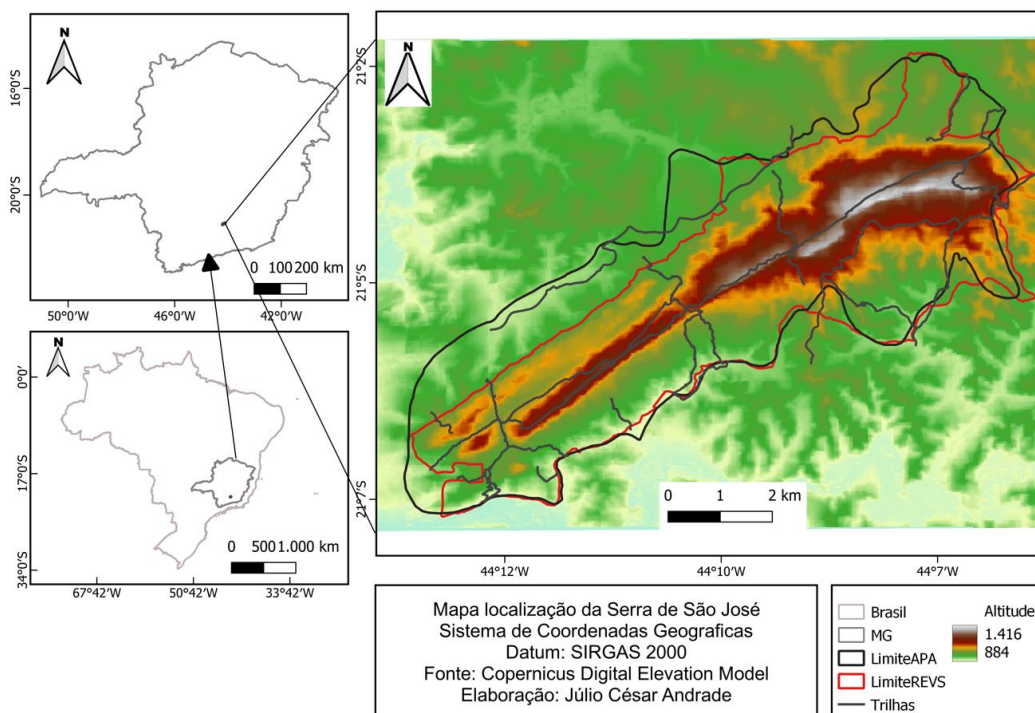 N
16°0'S
20°0'S
0 100 200 km
50°0'W 46°0'W 42°0'W
N
0°0'
17°0'S
34°0'S
0 500 1.000 km
67°42'W 50°42'W 33°42'W
N
21°2'S
21°5'S
21°7'S
0 1 2 km
44°12'W 44°10'W 44°7'W
Mapa localização da Serra de São José
Sistema de Coordenadas Geograficas
Datum: SIRGAS 2000
Fonte: Copernicus Digital Elevation Model
Elaboração: Júlio César Andrade
Brasil
MG
LimiteAPA
LimiteREVS
Trilhas
Altitude
1.416
884